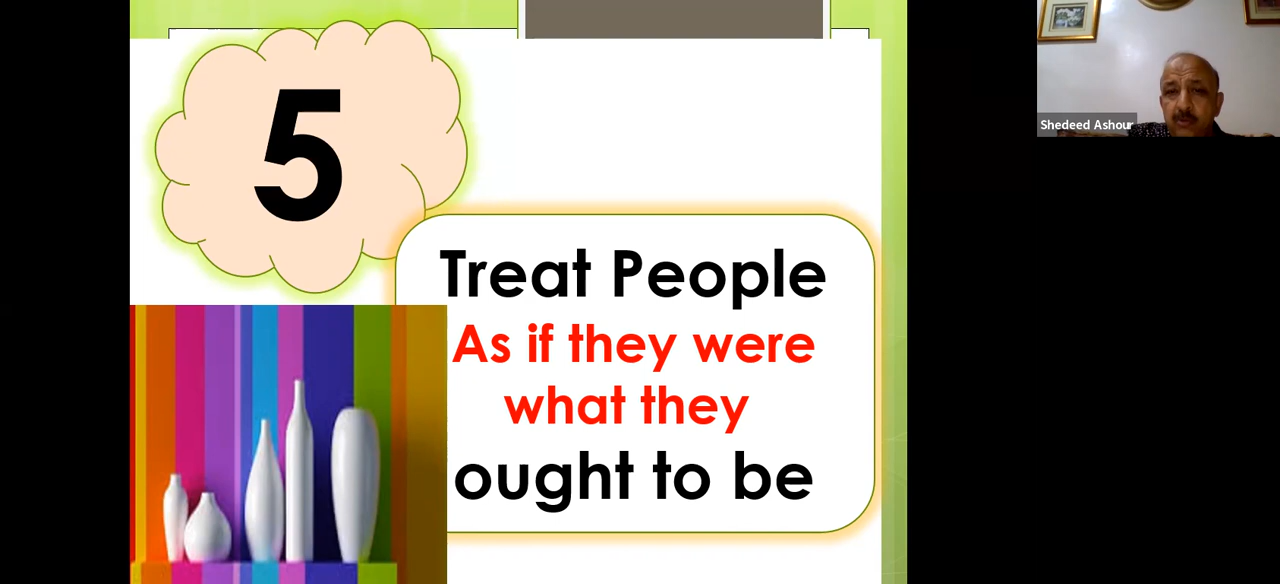 5
Treat People
As if they were
what they
ought to be
Shedeed Ashour